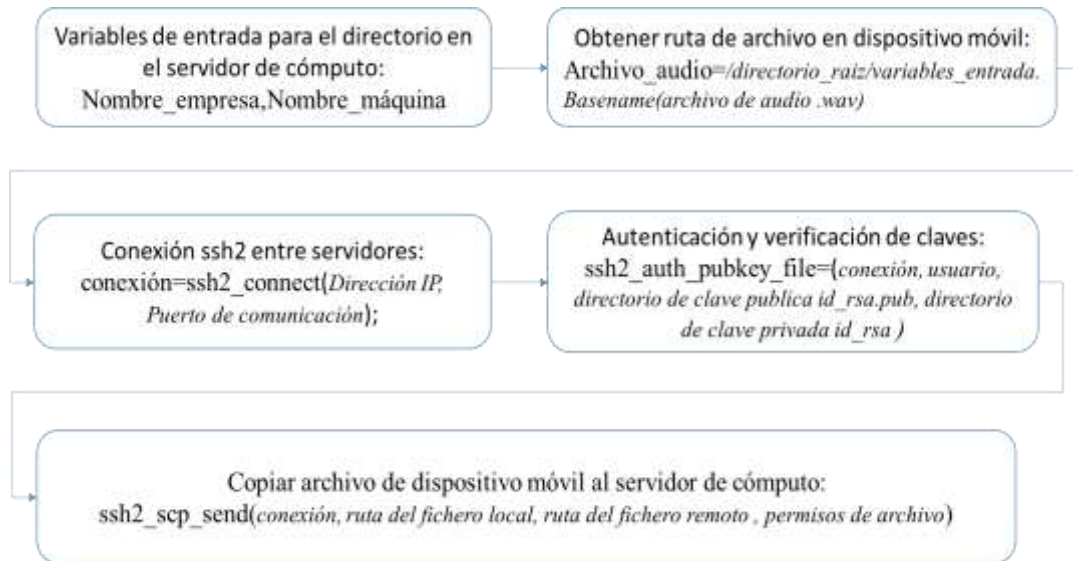 Variables de entrada para el directorio en
el servidor de cómputo:
Nombre_empresa,Nombre_máquina
Obtener ruta de archivo en dispositivo móvil:
Archivo_audio=/directorio_raiz/variables_entrada.
Basename(archivo de audio .wav)
Conexión ssh2 entre servidores:
conexión=ssh2_connect(Dirección IP,
Puerto de comunicación);
Autenticación y verificación de claves:
ssh2_auth_pubkey_file=(conexión, usuario,
directorio de clave publica id_rsa.pub, directorio
de clave privada id_rsa )
Copiar archivo de dispositivo móvil al servidor de cómputo:
ssh2_scp_send(conexión, ruta del fichero local, ruta del fichero remoto , permisos de archivo)